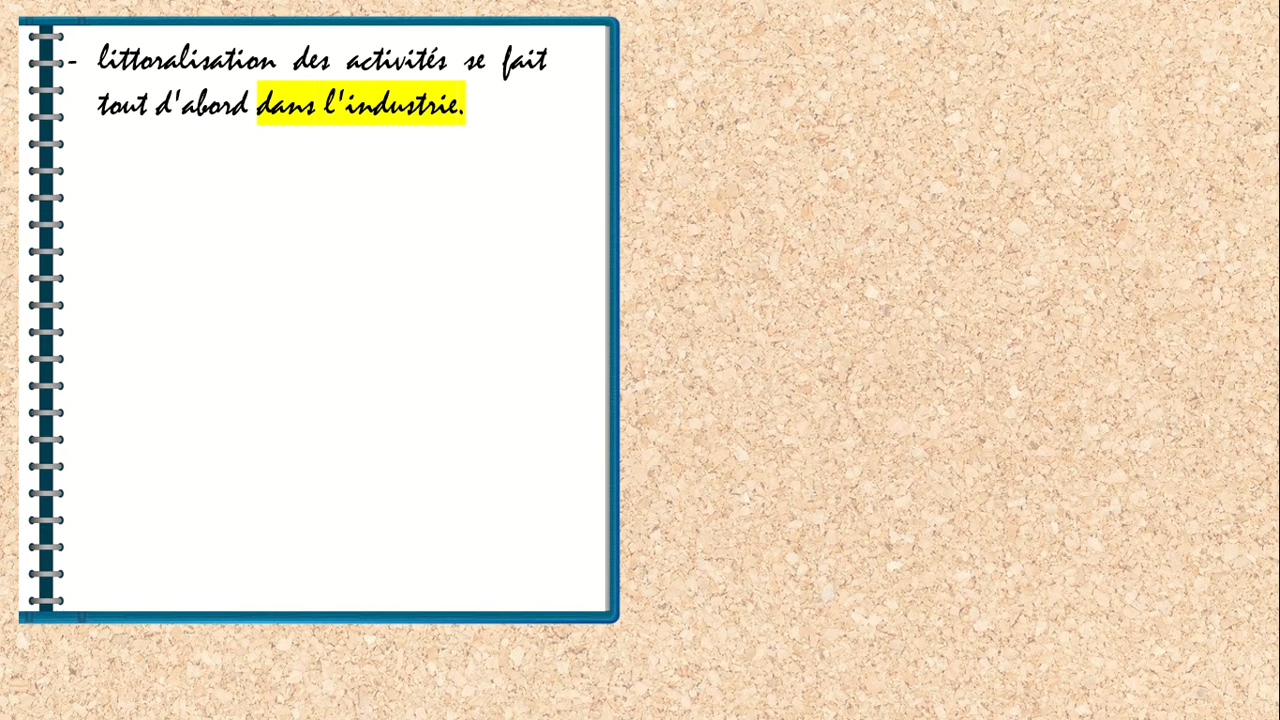 - littoralisation des activités se fait
tout d'abord dans l'industrie.